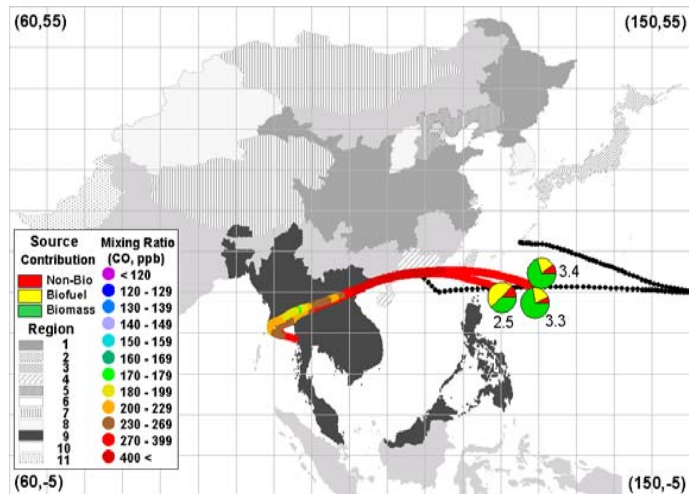 (60,55)
(150,55)
Source
Contribution
Non-Bio
Biofuel
Biomass
Region
1
2
3
4
5
6
7
8
9
10
11
Mixing Ratio
(CO, ppb)
< 120
120 - 129
130 - 139
140 - 149
150 - 159
160 - 169
170 - 179
180 - 199
200 - 229
230 - 269
270 - 399
400 <
3.4
2.5
3.3
(60,-5)
(150,-5)